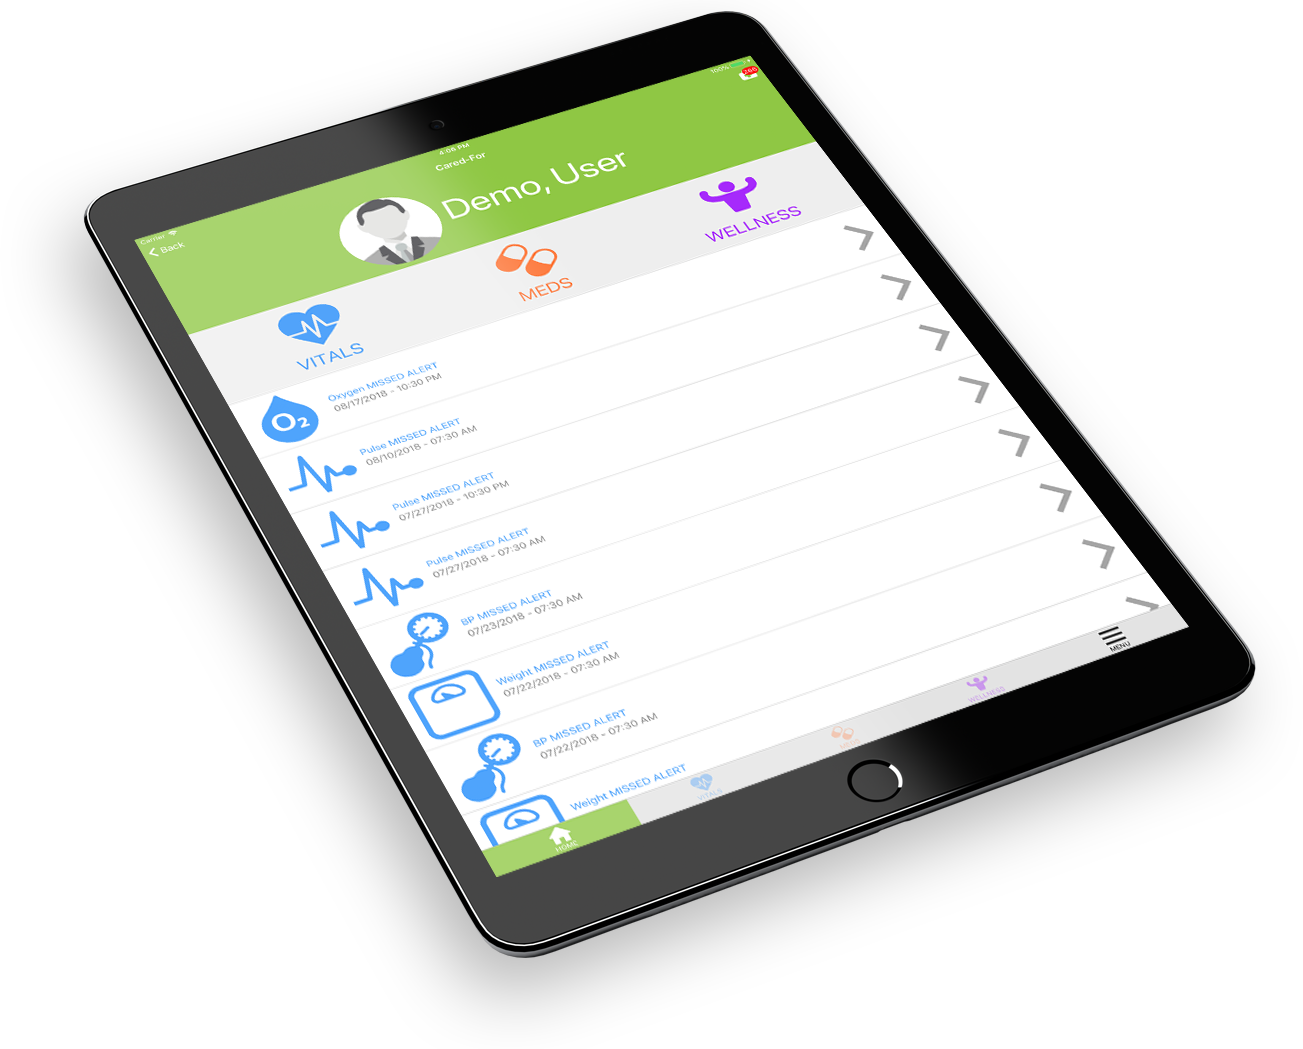 Carrier
4:06 PM
100%
Back
Cared-For
266
Demo, User
VITALS
MEDS
WELLNESS
O2
Oxygen MISSED ALERT
08/17/2018 - 10:30 PM
Pulse MISSED ALERT
08/10/2018 - 07:30 AM
Pulse MISSED ALERT
07/27/2018 - 10:30 PM
Pulse MISSED ALERT
07/27/2018 - 07:30 AM
BP MISSED ALERT
07/23/2018 - 07:30 AM
Weight MISSED ALERT
07/22/2018 - 07:30 AM
BP MISSED ALERT
07/22/2018 - 07:30 AM
Weight MISSED ALERT
HOME
VITALS
MEDS
WELLNESS
MENU